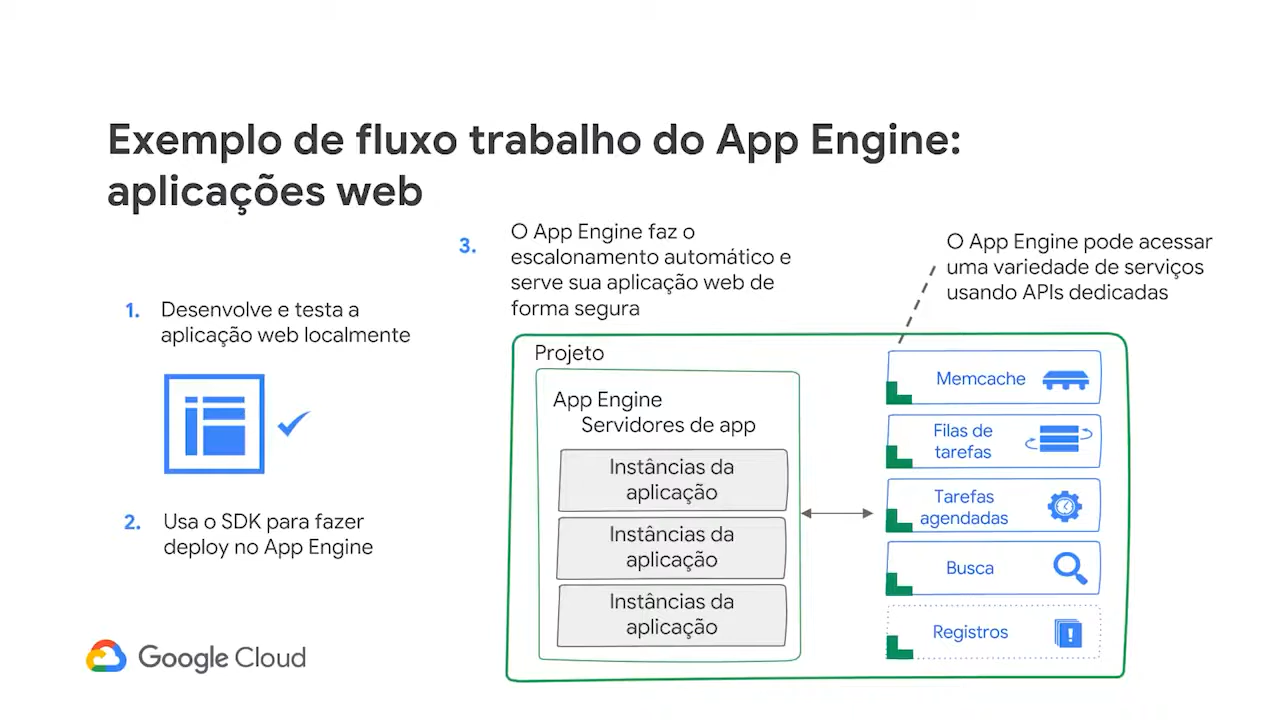 Exemplo de fluxo trabalho do App Engine:
aplicações web
1. Desenvolve e testa a
aplicação web localmente
2. Usa o SDK para fazer
deploy no App Engine
3. O App Engine faz o
escalonamento automático e
serve sua aplicação web de
forma segura
O App Engine pode acessar
uma variedade de serviços
usando APIs dedicadas
Projeto
App Engine
Servidores de app
Instâncias da
aplicação
Instâncias da
aplicação
Instâncias da
aplicação
Memcache
Filas de
tarefas
Tarefas
agendadas
Busca
Registros
Google Cloud